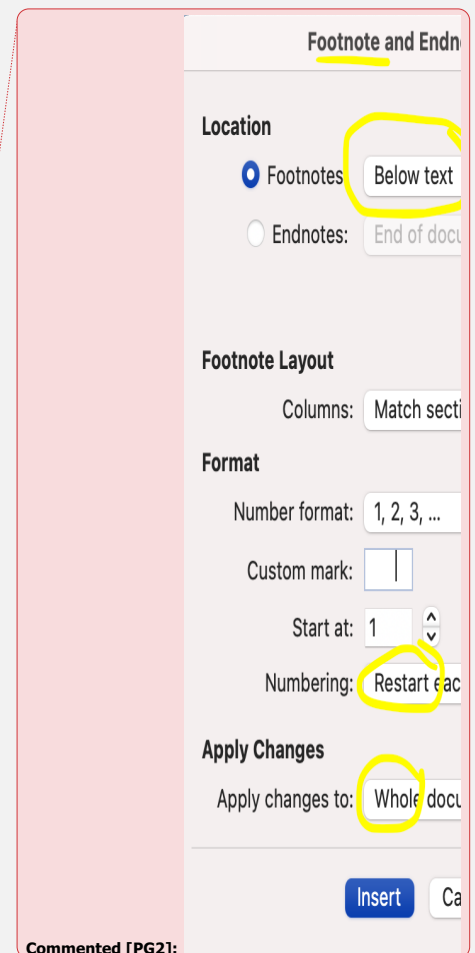 Footnote and Endn
Location
Footnotes Below text
Endnotes: End of docu
Footnote Layout
Columns: Match secti
Format
Number format: 1, 2, 3, ...
Custom mark:
Start at: 1
Numbering: Restart eac
Apply Changes
Apply changes to: Whole docu
Insert Ca
Commented [PG2]: